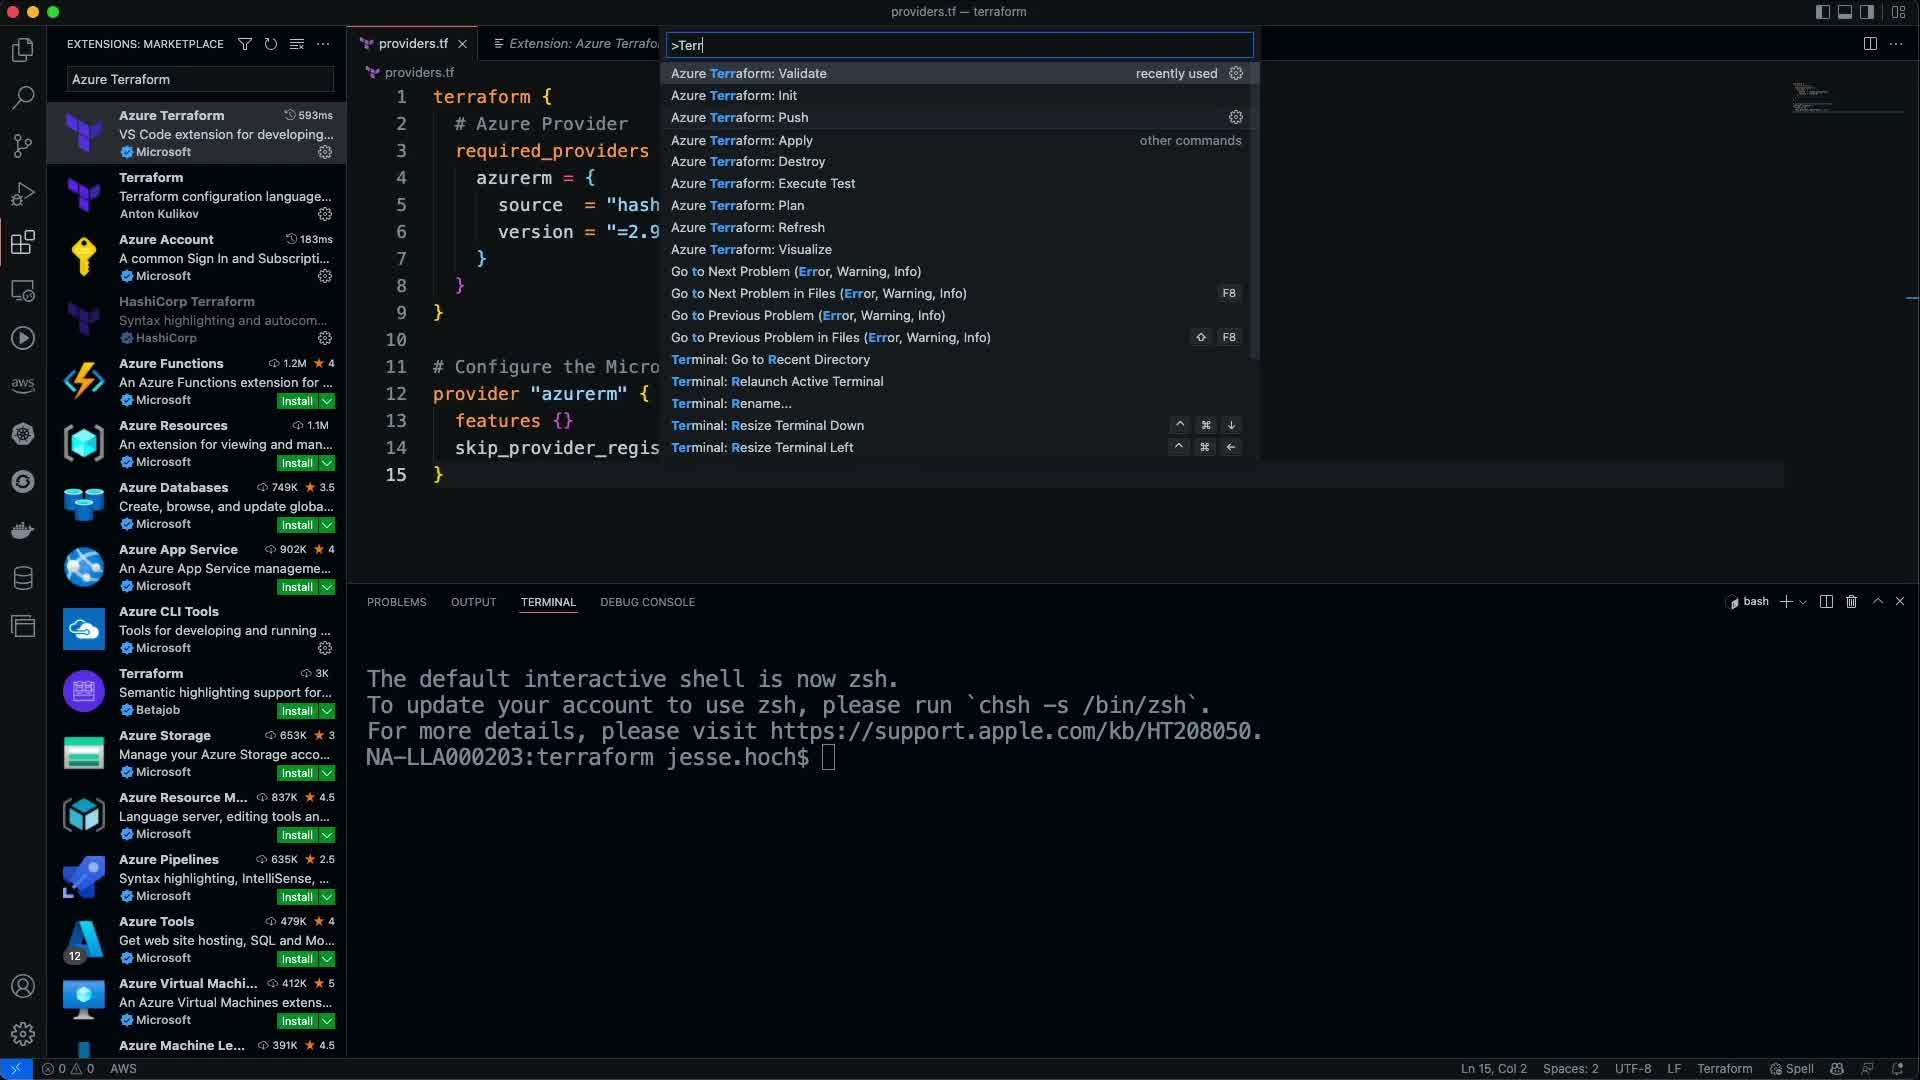 providers.tf — terraform
EXTENSIONS: MARKETPLACE
Azure Terraform
Azure Terraform 593ms
VS Code extension for developing...
Microsoft
Terraform
Terraform configuration language...
Anton Kulikov
Azure Account 183ms
A common Sign In and Subscripti...
Microsoft
HashiCorp Terraform
Syntax highlighting and autocom...
HashiCorp
Azure Functions 1.2M 4
An Azure Functions extension for ...
Microsoft Install
Azure Resources 1.1M
An extension for viewing and man...
Microsoft Install
Azure Databases 749K 3.5
Create, browse, and update globa...
Microsoft Install
Azure App Service 902K 4
An Azure App Service manageme...
Microsoft Install
Azure CLI Tools
Tools for developing and running ...
Microsoft
Terraform 3K
Semantic highlighting support for...
Betajob Install
Azure Storage 653K 3
Manage your Azure Storage acco...
Microsoft Install
Azure Resource M... 837K 4.5
Language server, editing tools an...
Microsoft Install
Azure Pipelines 635K 2.5
Syntax highlighting, IntelliSense, ...
Microsoft Install
Azure Tools 479K 4
Get web site hosting, SQL and Mo...
12 Microsoft Install
Azure Virtual Machi... 412K 5
An Azure Virtual Machines extens...
Microsoft Install
Azure Machine Le... 391K 4.5
aws
providers.tf Extension: Azure Terrafo
providers.tf
1 terraform {
2 # Azure Provider
3 required_providers
4 azurerm = {
5 source = "hash
6 version = "=2.9
7 }
8 }
9 }
10
11 # Configure the Micro
12 provider "azurerm" {
13 features {}
14 skip_provider_regis
15 }
>Terr
Azure Terraform: Validate recently used
Azure Terraform: Init
Azure Terraform: Push
Azure Terraform: Apply other commands
Azure Terraform: Destroy
Azure Terraform: Execute Test
Azure Terraform: Plan
Azure Terraform: Refresh
Azure Terraform: Visualize
Go to Next Problem (Error, Warning, Info)
Go to Next Problem in Files (Error, Warning, Info) F8
Go to Previous Problem (Error, Warning, Info)
Go to Previous Problem in Files (Error, Warning, Info) ⇧ F8
Terminal: Go to Recent Directory
Terminal: Relaunch Active Terminal
Terminal: Rename...
Terminal: Resize Terminal Down ⌃ ⌘ ↓
Terminal: Resize Terminal Left ⌃ ⌘ ←
PROBLEMS OUTPUT TERMINAL DEBUG CONSOLE bash
The default interactive shell is now zsh.
To update your account to use zsh, please run `chsh -s /bin/zsh`.
For more details, please visit https://support.apple.com/kb/HT208050.
NA-LLA000203:terraform jesse.hoch$
0 0 AWS Ln 15, Col 2 Spaces: 2 UTF-8 LF Terraform Spell